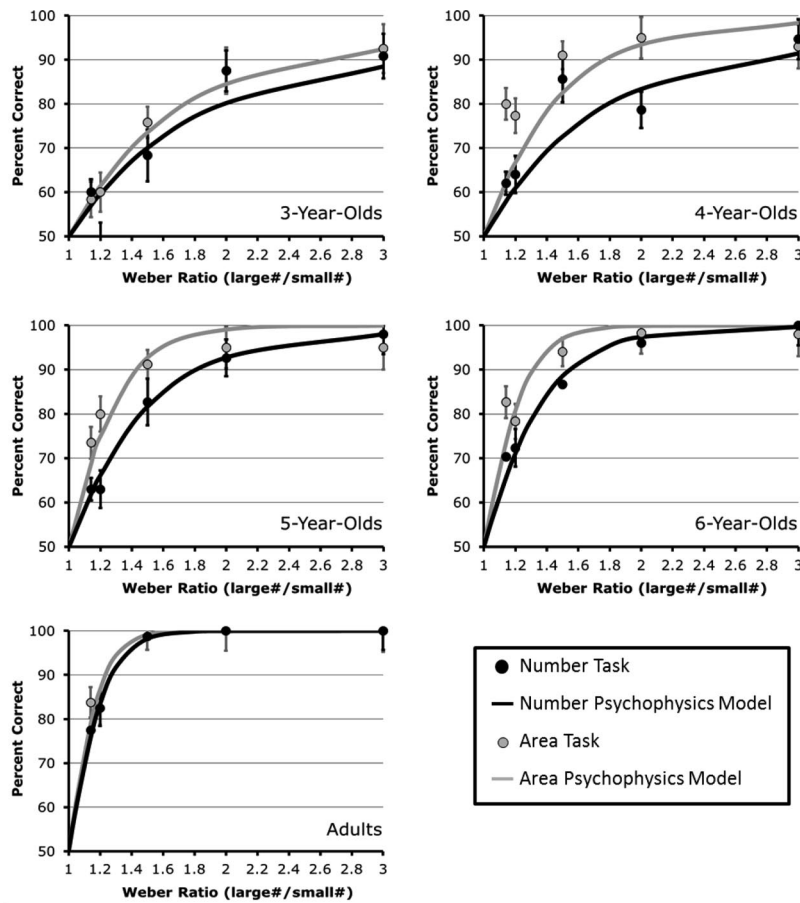 Percent Correct
100
90
80
70
60
50
3-Year-Olds
1 1.2 1.4 1.6 1.8 2 2.2 2.4 2.6 2.8 3
Weber Ratio (large#/small#)
Percent Correct
100
90
80
70
60
50
4-Year-Olds
1 1.2 1.4 1.6 1.8 2 2.2 2.4 2.6 2.8 3
Weber Ratio (large#/small#)
Percent Correct
100
90
80
70
60
50
5-Year-Olds
1 1.2 1.4 1.6 1.8 2 2.2 2.4 2.6 2.8 3
Weber Ratio (large#/small#)
Percent Correct
100
90
80
70
60
50
6-Year-Olds
1 1.2 1.4 1.6 1.8 2 2.2 2.4 2.6 2.8 3
Weber Ratio (large#/small#)
Percent Correct
100
90
80
70
60
50
Adults
1 1.2 1.4 1.6 1.8 2 2.2 2.4 2.6 2.8 3
Weber Ratio (large#/small#)
Number Task
Number Psychophysics Model
Area Task
Area Psychophysics Model